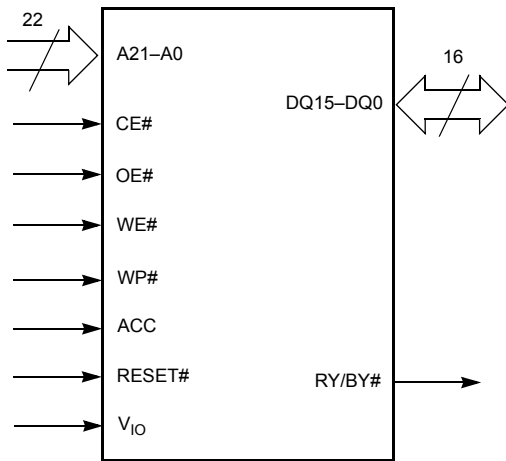 22
A21–A0
16
DQ15–DQ0
CE#
OE#
WE#
WP#
ACC
RESET#
RY/BY#
VIO